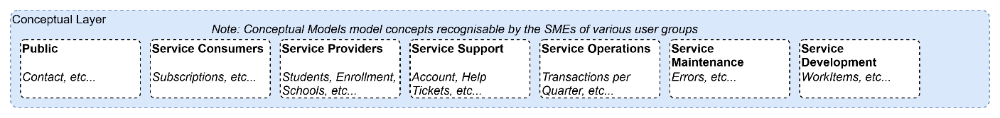 Conceptual Layer
Note: Conceptual Models model concepts recognisable by the SMEs of various user groups
Public
Contact, etc...
Service Consumers
Subscriptions, etc...
Service Providers
Students, Enrollment,
Schools, etc...
Service Support
Account, Help
Tickets, etc...
Service Operations
Transactions per
Quarter, etc...
Service
Maintenance
Errors, etc...
Service
Development
WorkItems, etc...